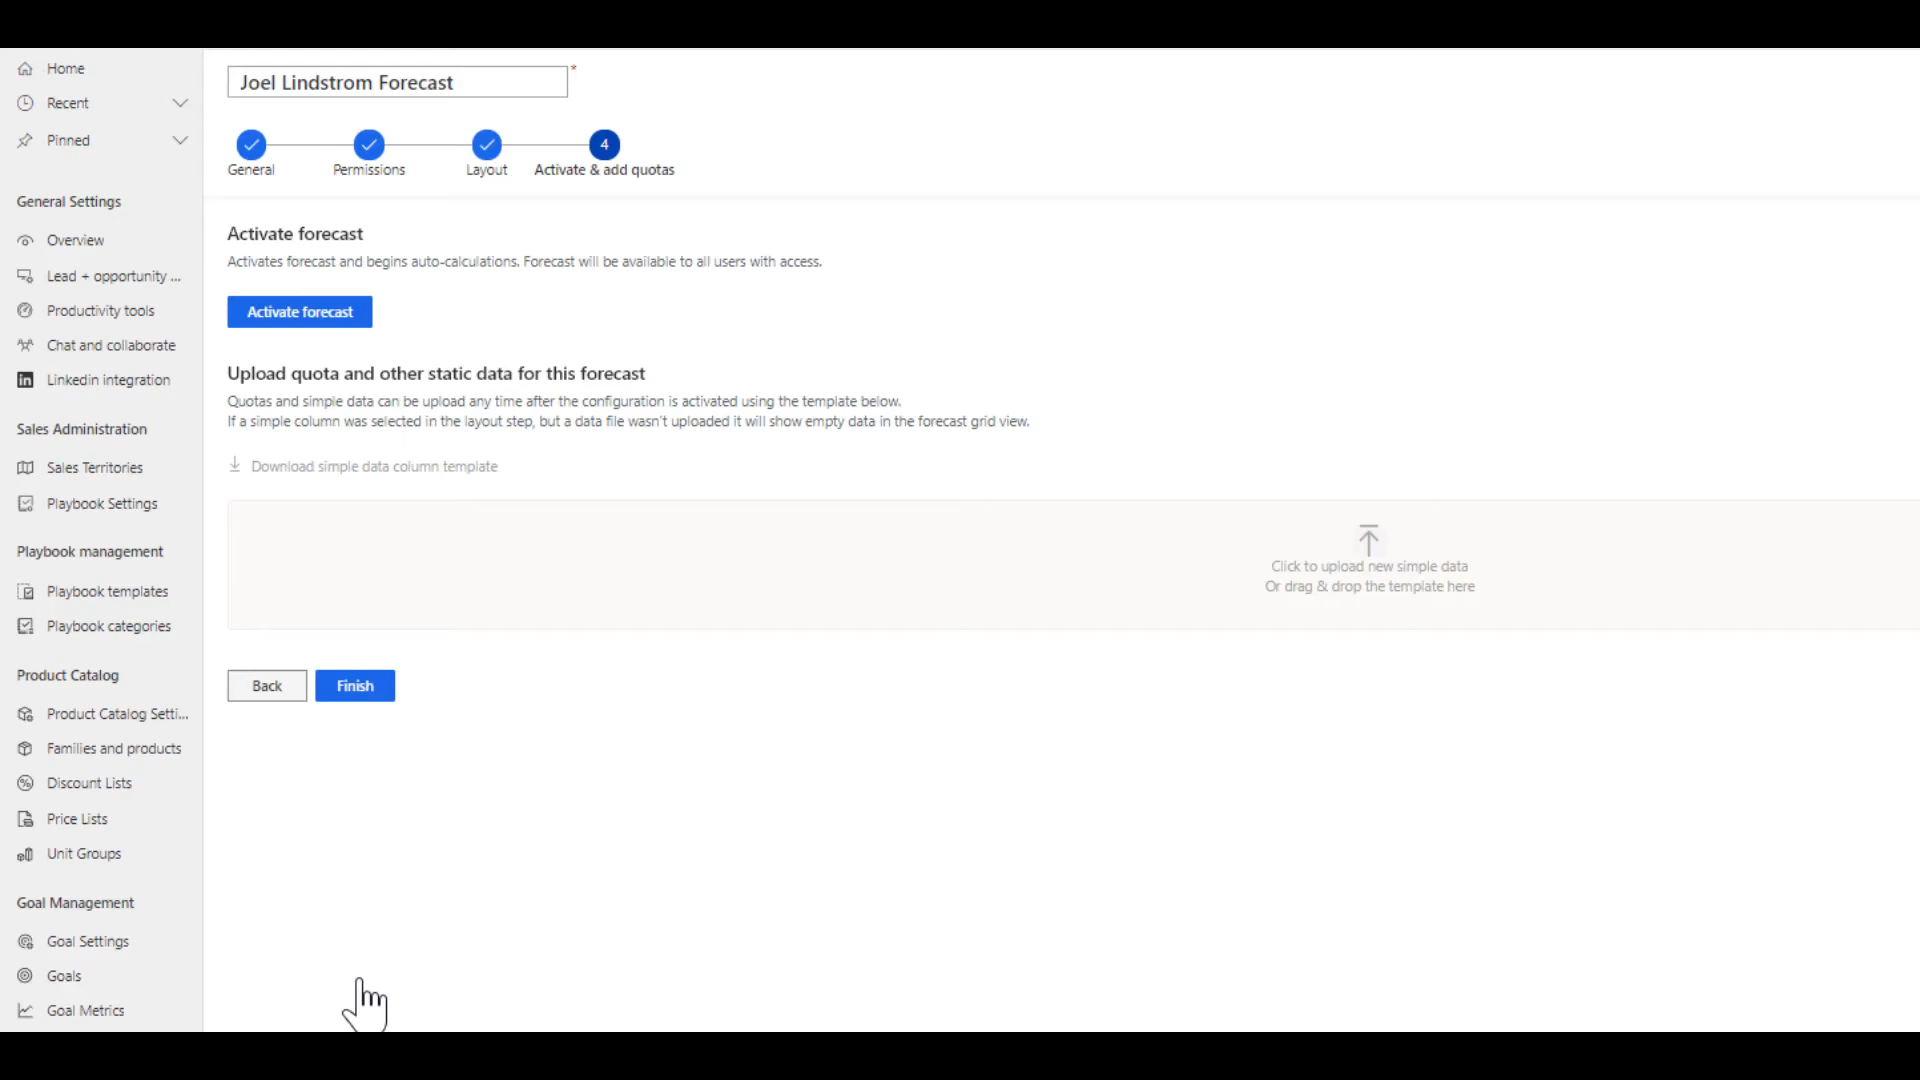 Home
Recent
Pinned
General Settings
Overview
Lead + opportunity ...
Productivity tools
Chat and collaborate
in
Linkedin integration
Sales Administration
Sales Territories
Playbook Settings
Playbook management
Playbook templates
Playbook categories
Product Catalog
Product Catalog Setti...
Families and products
Discount Lists
Price Lists
Unit Groups
Goal Management
Goal Settings
Goals
Goal Metrics
Joel Lindstrom Forecast *
4
General Permissions Layout Activate & add quotas
Activate forecast
Activates forecast and begins auto-calculations. Forecast will be available to all users with access.
Activate forecast
Upload quota and other static data for this forecast
Quotas and simple data can be upload any time after the configuration is activated using the template below.
If a simple column was selected in the layout step, but a data file wasn't uploaded it will show empty data in the forecast grid view.
Download simple data column template
Click to upload new simple data
Or drag & drop the template here
Back Finish